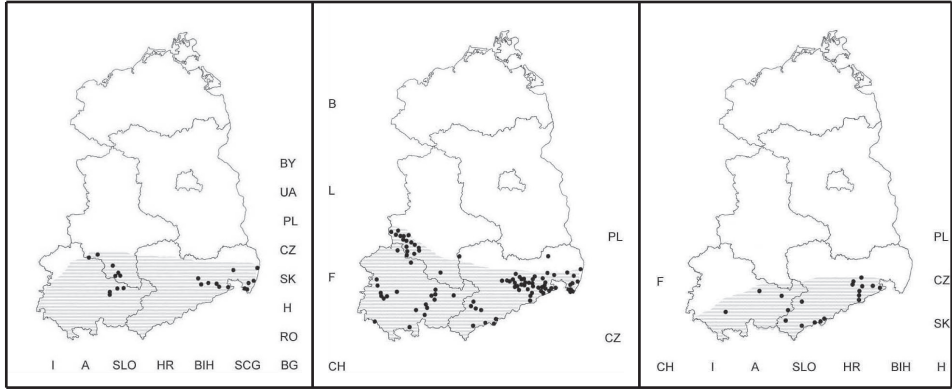 BY
UA
PL
CZ
SK
H
RO
I A SLO HR BIH SCG BG
B
L
PL
F
CZ
CH
PL
F CZ
SK
CH I A SLO HR BIH H